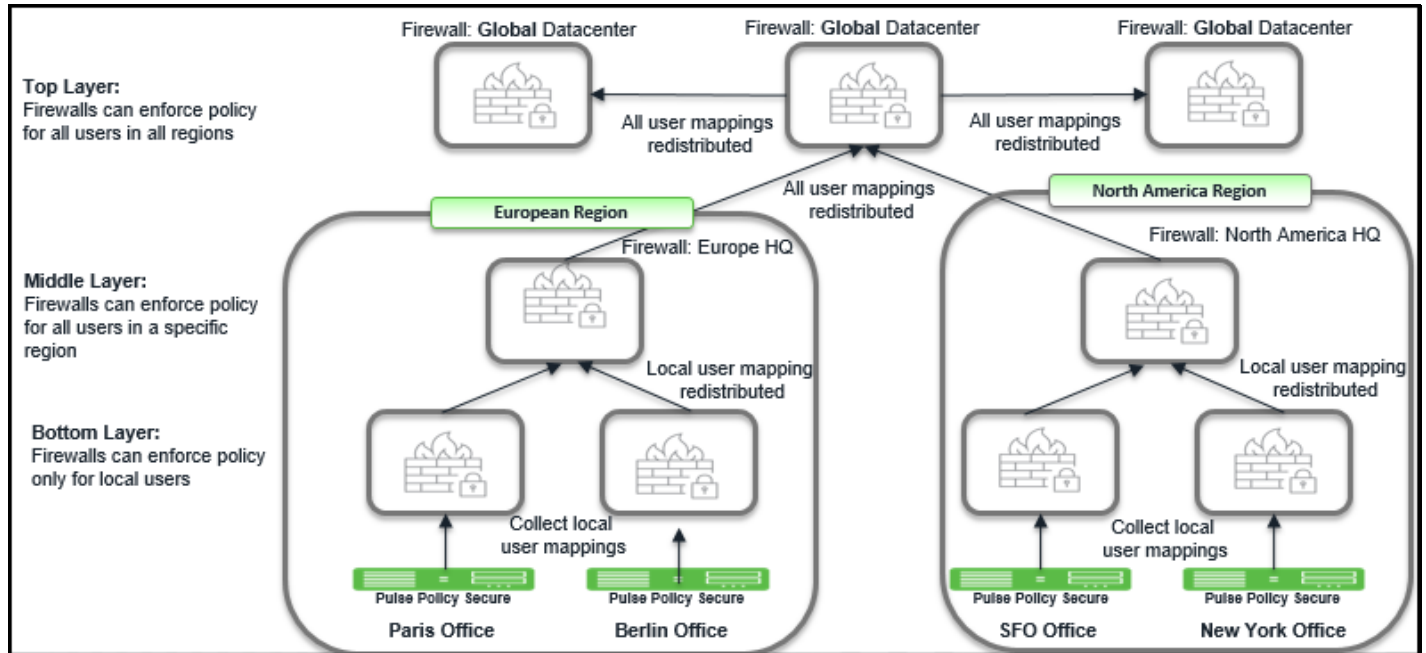 Firewall: Global Datacenter
Firewall: Global Datacenter
Firewall: Global Datacenter
Top Layer:
Firewalls can enforce policy
for all users in all regions
All user mappings
redistributed
All user mappings
redistributed
All user mappings
redistributed
European Region
North America Region
Firewall: Europe HQ
Firewall: North America HQ
Middle Layer:
Firewalls can enforce policy
for all users in a specific
region
Local user mapping
redistributed
Local user mapping
redistributed
Bottom Layer:
Firewalls can enforce policy
only for local users
Collect local
user mappings
Collect local
user mappings
Pulse Policy Secure
Pulse Policy Secure
Pulse Policy Secure
Pulse Policy Secure
Paris Office
Berlin Office
SFO Office
New York Office